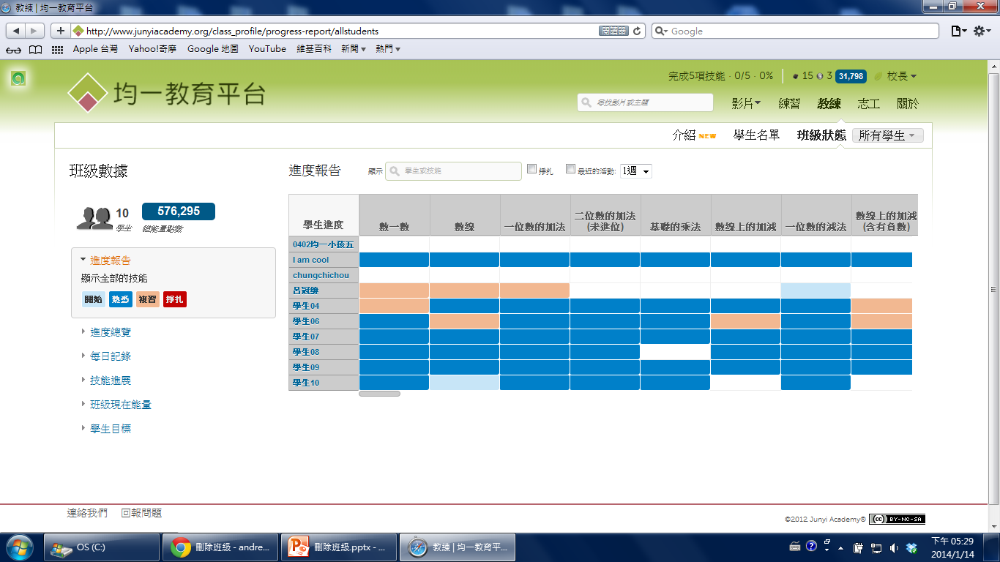 教練 | 均一教育平台
http://www.junyiacademy.org/class_profile/progress-report/allstudents
閱讀器
Google
Apple 台灣 Yahoo!奇摩 Google 地圖 YouTube 維基百科 新聞 熱門
完成5項技能 · 0/5 · 0% 15 3 31,798 校長
均一教育平台
尋找影片或主題
影片 練習 教練 志工 關於
介紹 NEW 學生名單 班級狀態 所有學生
班級數據
10
學生
576,295
總能量點數
進度報告
顯示全部的技能
開始 熟悉 複習 掙扎
進度總覽
每日記錄
技能進展
班級現在能量
學生目標
進度報告 顯示 學生或技能 掙扎 最近的活動: 1週
學生進度 數一數 數線 一位數的加法 二位數的加法 (未進位) 基礎的乘法 數線上的加減 一位數的減法 數線上的加減 (含有負數)
0402均一小孩五
I am cool
chungchichou
呂冠緯
學生04
學生06
學生07
學生08
學生09
學生10
連絡我們 回報問題
©2012 Junyi Academy® (cc) BY-NC-SA
OS (C:) 刪除班級 - andre... 刪除班級.pptx - ... 教練 | 均一教育平...
下午 05:29
2014/1/14